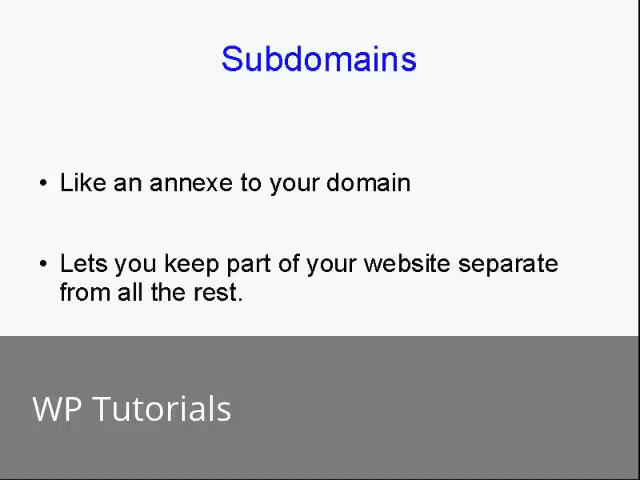 Subdomains
• Like an annexe to your domain
• Lets you keep part of your website separate
from all the rest.
WP Tutorials